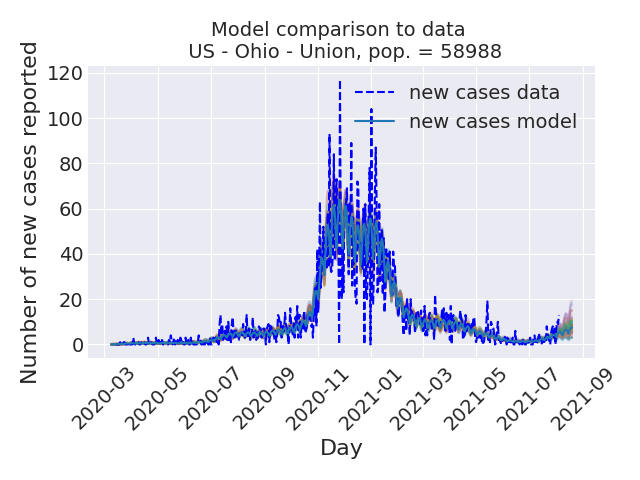 Model comparison to data
US - Ohio - Union, pop. = 58988
new cases data
new cases model
Number of new cases reported
120
100
80
60
40
20
0
2020-03
2020-05
2020-07
2020-09
2020-11
2021-01
2021-03
2021-05
2021-07
2021-09
Day